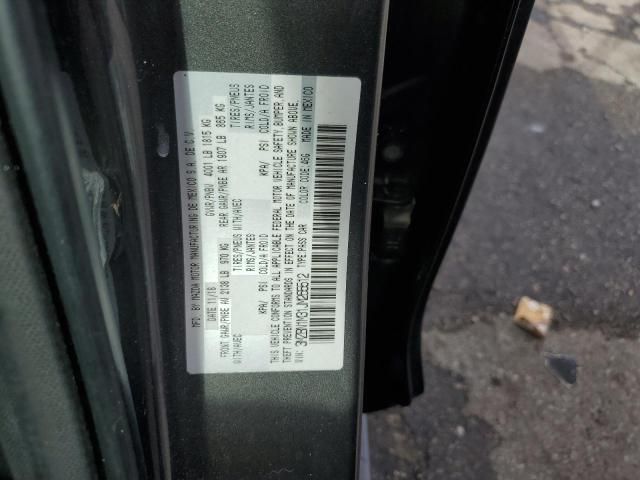 MFD. BY MAZDA MOTOR MANUFACTURING DE MEXICO S.A. DE C.V.
DATE 11/18 GVWR/PNBV 4001 LB 1815 KG
FRONT GAWR/PNBE AV 2138 LB 970 KG REAR GAWR/PNBE AR 1907 LB 865 KG
WITH/AVEC TIRES/PNEUS WITH/AVEC TIRES/PNEUS
RIMS/JANTES RIMS/JANTES
KPA/ PSI COLD/A FROID KPA/ PSI COLD/A FROID
THIS VEHICLE CONFORMS TO ALL APPLICABLE FEDERAL MOTOR VEHICLE SAFETY, BUMPER, AND
THEFT PREVENTION STANDARDS IN EFFECT ON THE DATE OF MANUFACTURE SHOWN ABOVE.
VIN: 3MZBN1M31JM265512 TYPE:PASS CAR COLOR CODE:46G MADE IN MEXICO